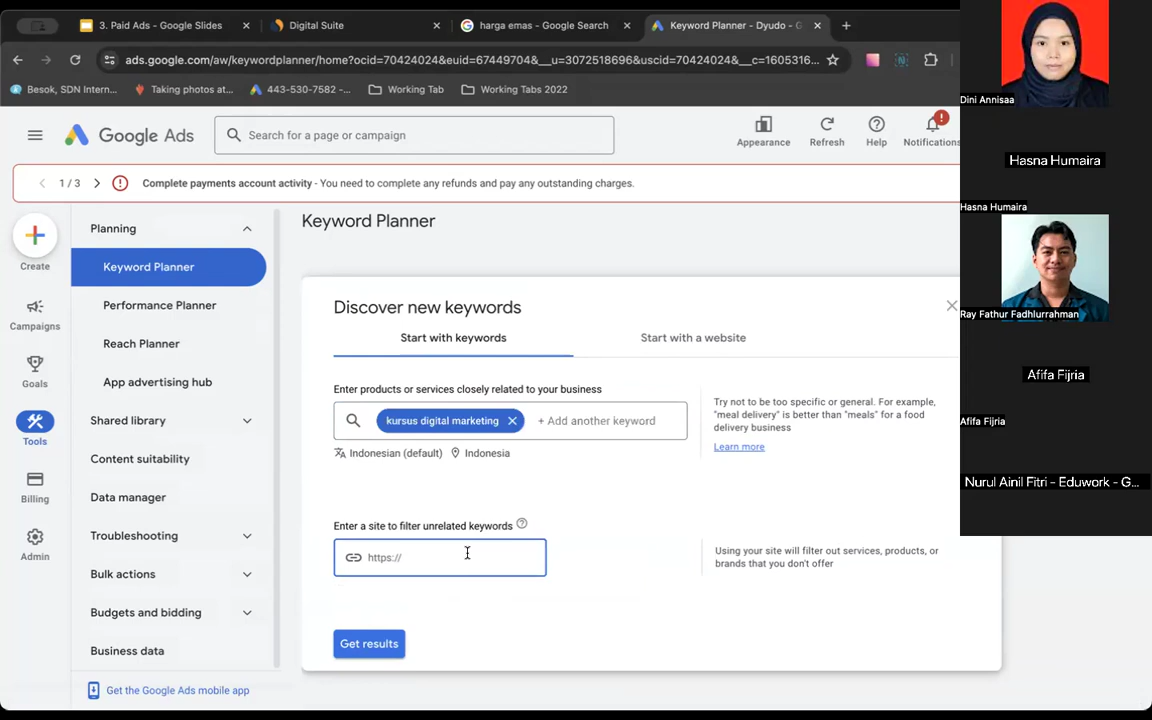 3. Paid Ads - Google Slides
Digital Suite
harga emas - Google Search
Keyword Planner - Dyudo - G
ads.google.com/aw/keywordplanner/home?ocid=70424024&euid=67449704&__u=3072518696&uscid=70424024&__c=1605316...
Besok, SDN Intern...
Taking photos at...
443-530-7582 -...
Working Tab
Working Tabs 2022
Google Ads
Search for a page or campaign
Appearance
Refresh
Help
Notifications
1 / 3
Complete payments account activity - You need to complete any refunds and pay any outstanding charges.
Create
Campaigns
Goals
Tools
Billing
Admin
Planning
Keyword Planner
Performance Planner
Reach Planner
App advertising hub
Shared library
Content suitability
Data manager
Troubleshooting
Bulk actions
Budgets and bidding
Business data
Get the Google Ads mobile app
Keyword Planner
Discover new keywords
Start with keywords
Start with a website
Enter products or services closely related to your business
kursus digital marketing
+ Add another keyword
Indonesian (default)
Indonesia
Try not to be too specific or general. For example,
"meal delivery" is better than "meals" for a food
delivery business
Learn more
Enter a site to filter unrelated keywords
https://
Using your site will filter out services, products, or
brands that you don't offer
Get results
Dini Annisaa
Hasna Humaira
Hasna Humaira
Ray Fathur Fadhlurrahman
Afifa Fijria
Afifa Fijria
Nurul Ainil Fitri - Eduwork - G...